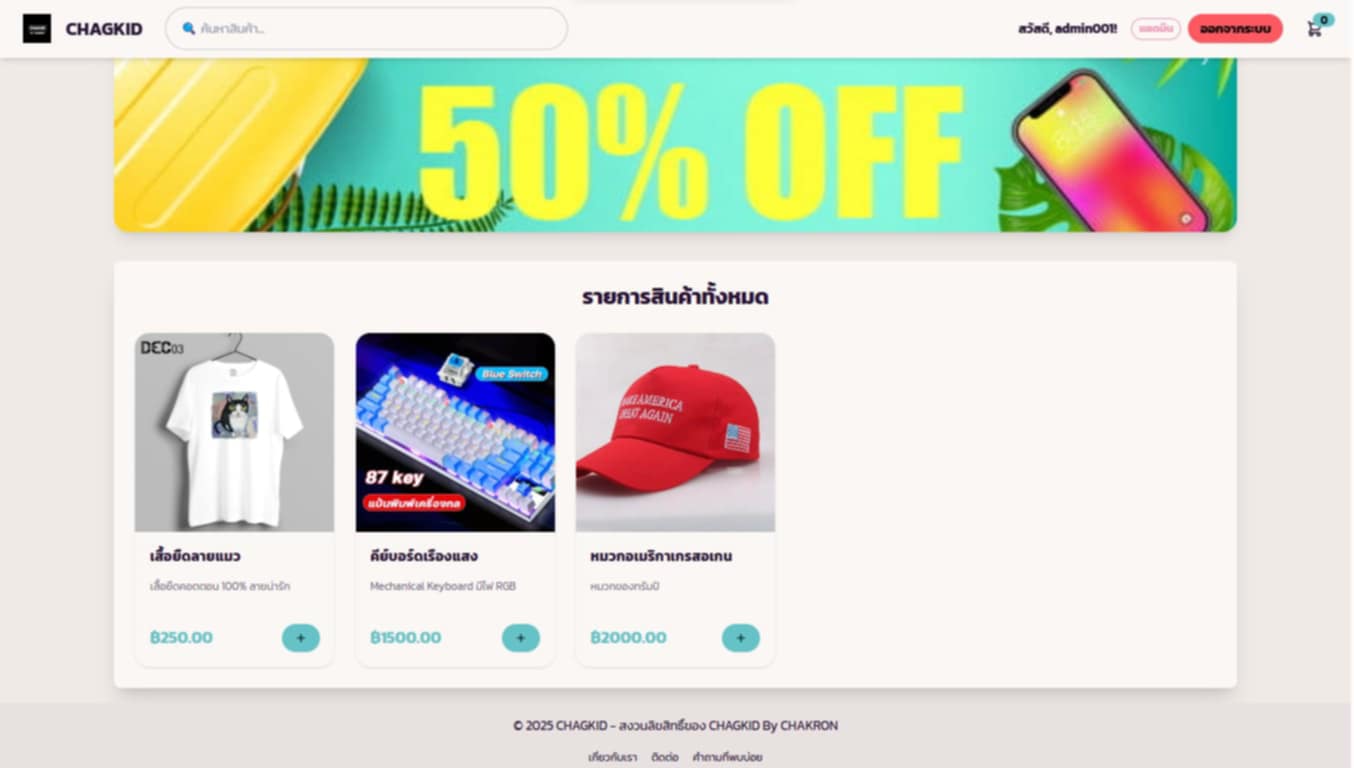 CHAGKID
ค้นหาสินค้า...
สวัสดี, admin001!
แอดมิน
ออกจากระบบ
0
50% OFF
รายการสินค้าทั้งหมด
DEC03
Blue Switch
87 key
แป้นพิมพ์เครื่องกล
MAKE AMERICA
GREAT AGAIN
เสื้อยืดลายแมว
เสื้อยืดคอตตอน 100% ลายน่ารัก
฿250.00
+
คีย์บอร์ดเรืองแสง
Mechanical Keyboard มีไฟ RGB
฿1500.00
+
หมวกอเมริกาเกรสอเกน
หมวกของทรัมป์
฿2000.00
+
© 2025 CHAGKID - สงวนลิขสิทธิ์ของ CHAGKID By CHAKRON
เกี่ยวกับเรา ติดต่อ คำถามที่พบบ่อย